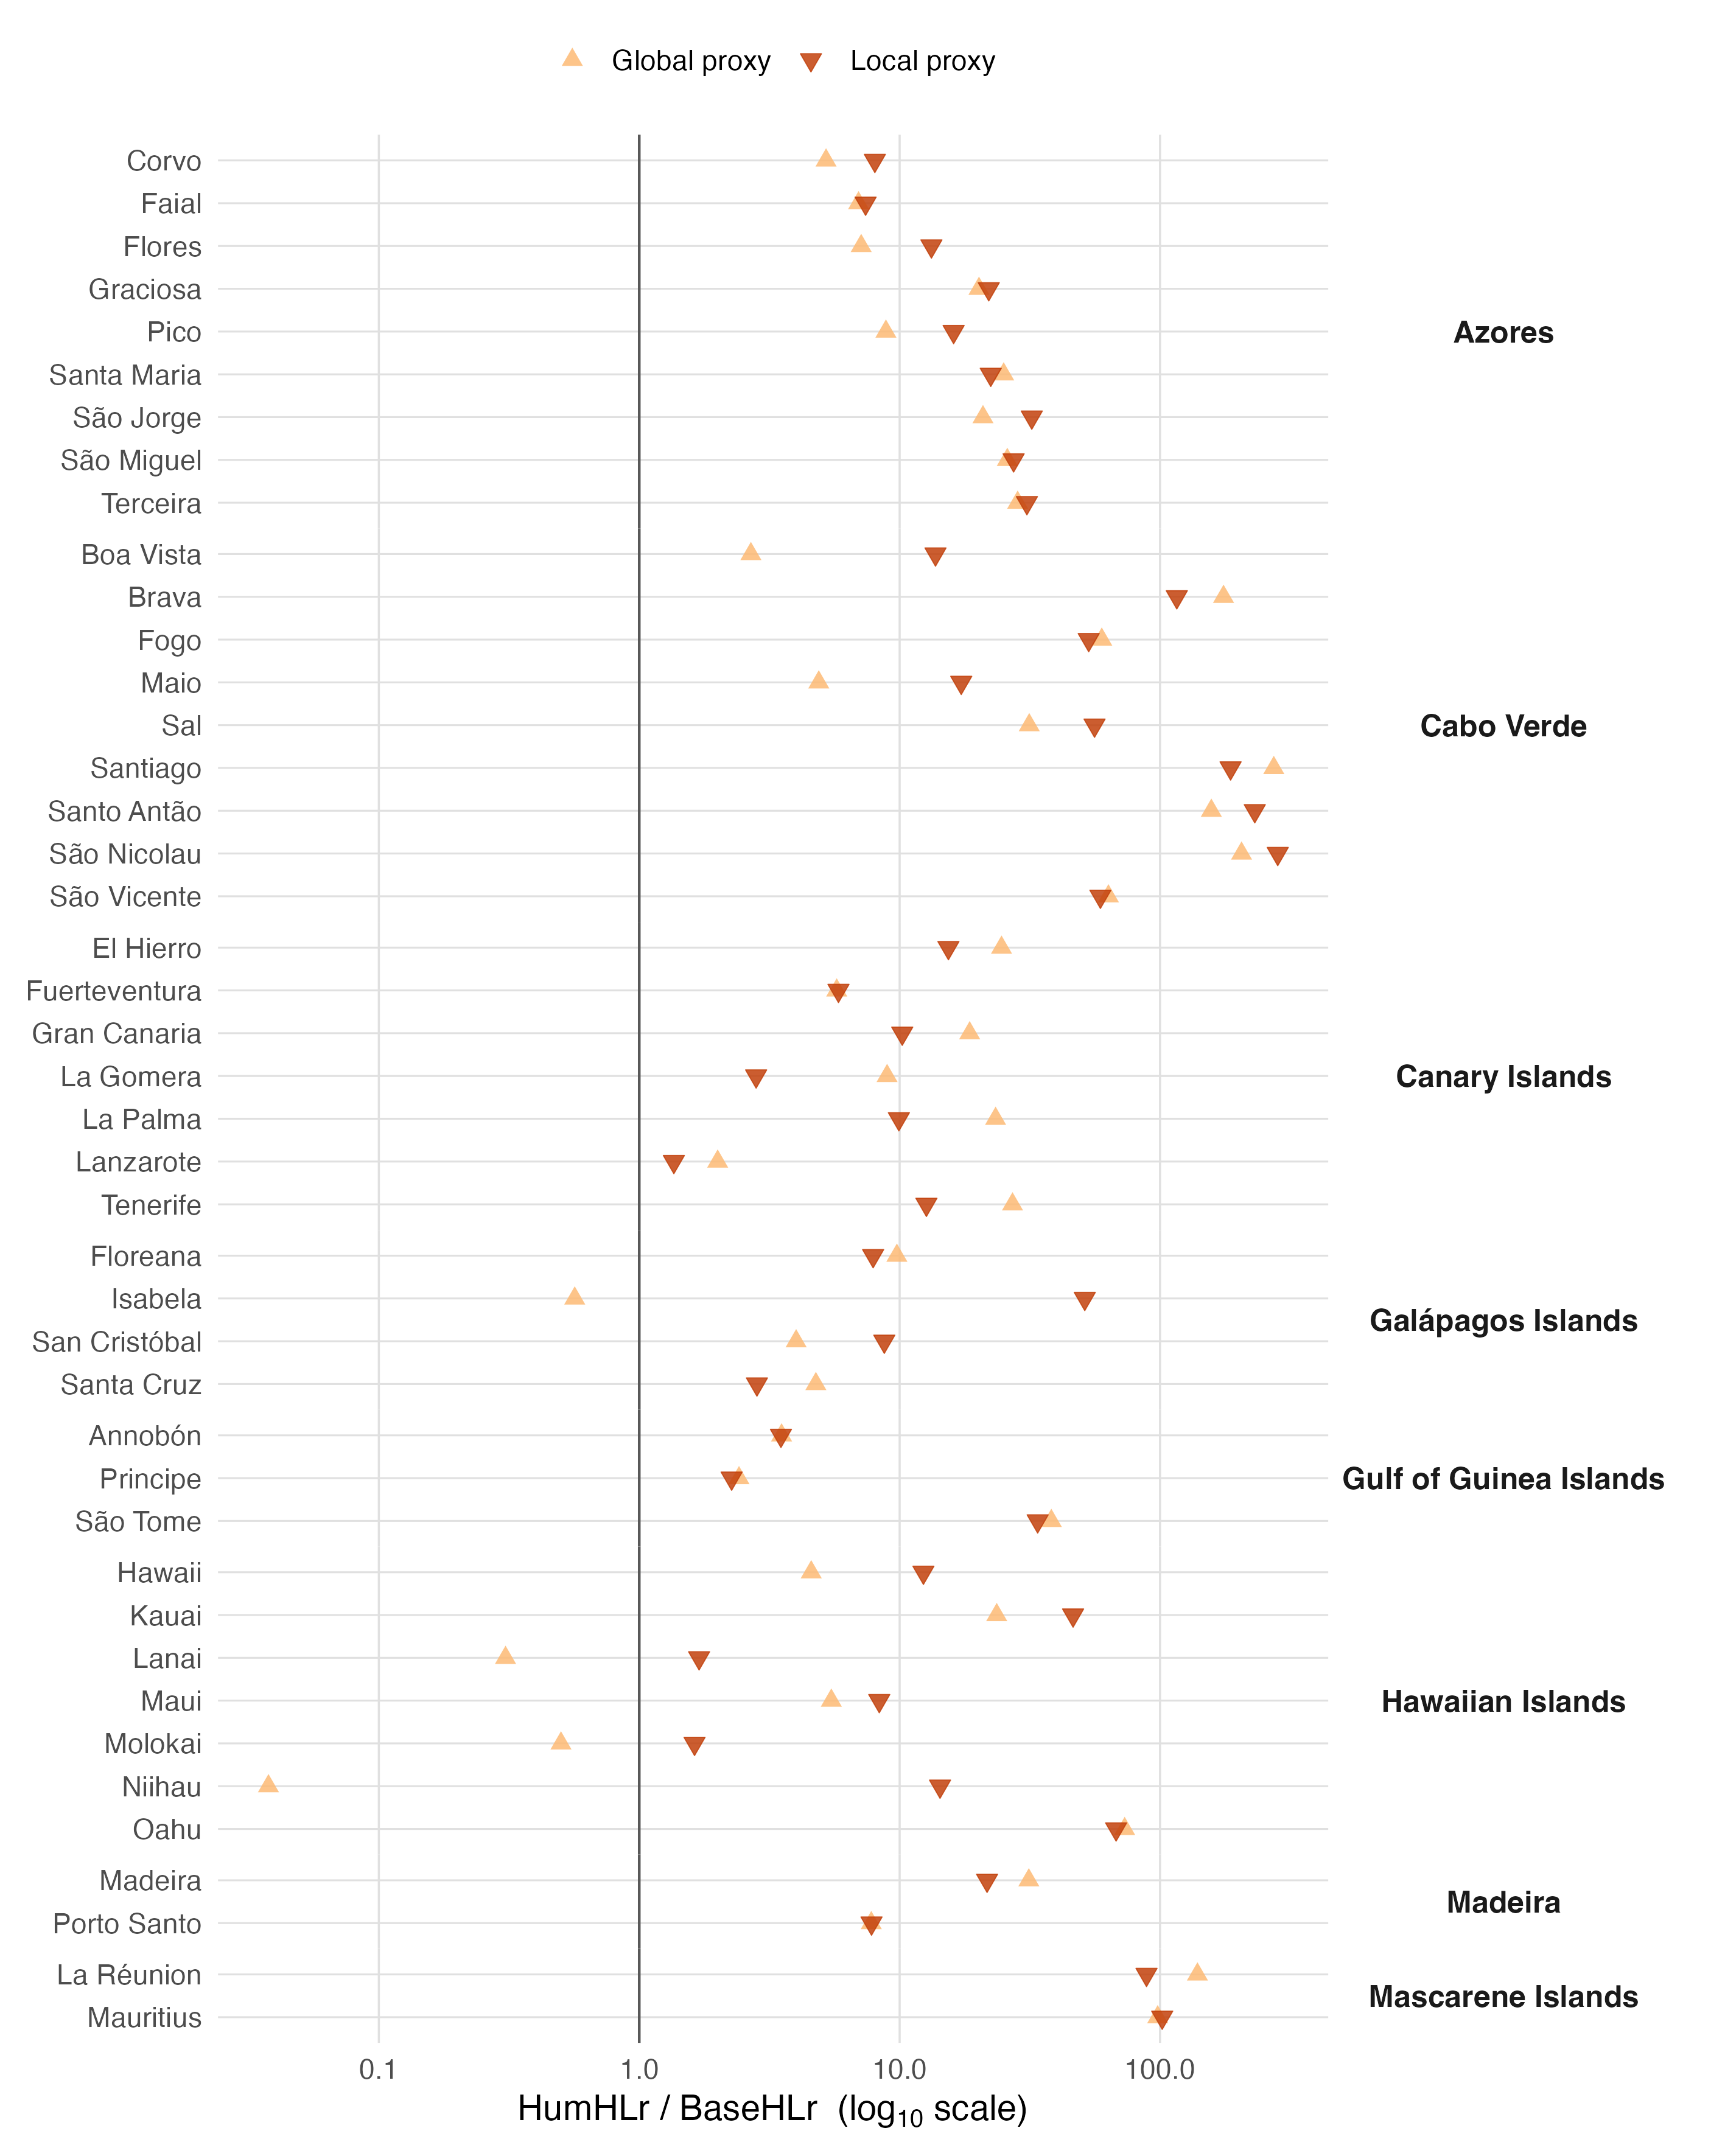 Global proxy Local proxy
Corvo
Faial
Flores
Graciosa
Pico
Azores
Santa Maria
São Jorge
São Miguel
Terceira
Boa Vista
Brava
Fogo
Maio
Sal
Cabo Verde
Santiago
Santo Antão
São Nicolau
São Vicente
El Hierro
Fuerteventura
Gran Canaria
La Gomera
Canary Islands
La Palma
Lanzarote
Tenerife
Floreana
Isabela
Galápagos Islands
San Cristóbal
Santa Cruz
Annobón
Principe
Gulf of Guinea Islands
São Tome
Hawaii
Kauai
Lanai
Maui
Hawaiian Islands
Molokai
Niihau
Oahu
Madeira
Madeira
Porto Santo
La Réunion
Mascarene Islands
Mauritius
0.1 1.0 10.0 100.0
HumHLr / BaseHLr (log₁₀ scale)